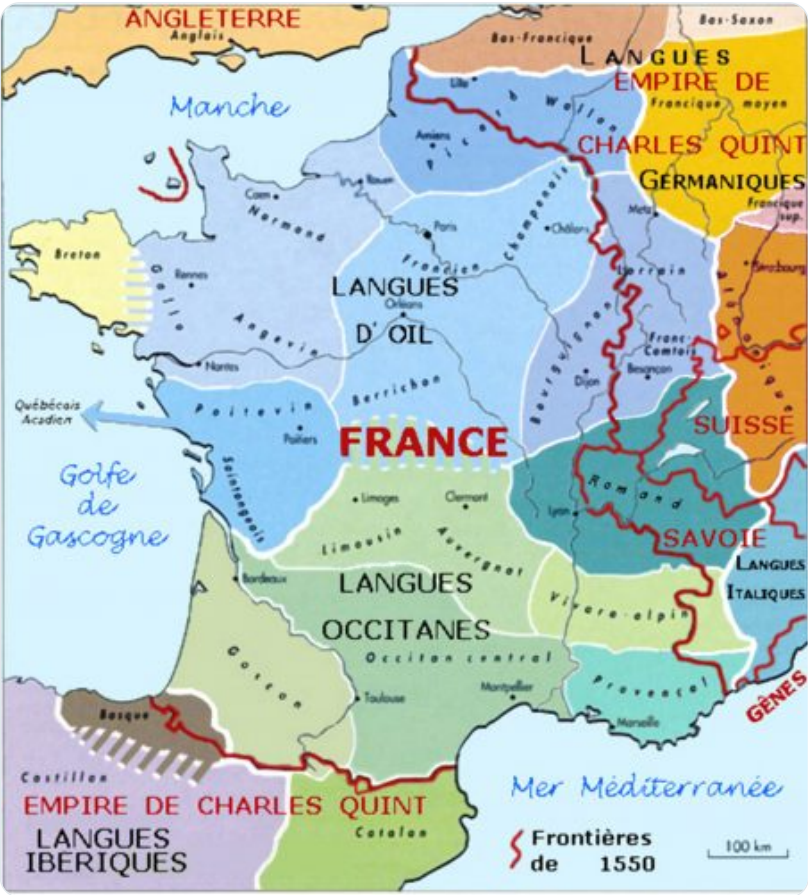 ANGLETERRE
Anglais
Bas-Francique
Bas-Saxon
LANGUES
EMPIRE DE
Francique moyen
Lille
Manche
Picard Wallon
CHARLES QUINT
Amiens
GERMANIQUES
Francique
sup.
Rouen
Caen
Normand
Metz
Paris
Champenois
Châlons
Breton
Gallo
Rennes
Francien
Lorrain
Strasbourg
LANGUES
Orléans
D'OIL
Angevin
Bourguignon
Franc-
Comtois
Alémanique
Nantes
Berrichon
Dijon
Besançon
Québécois
Acadien
Poitevin
Poitiers
FRANCE
SUISSE
Golfe
de
Gascogne
Saintongeais
Limoges
Clermont
Lyon
Romand
Limousin
Auvergnat
SAVOIE
LANGUES
ITALIQUES
Bordeaux
LANGUES
OCCITANES
Vivaro-alpin
Occitan central
Gascon
Toulouse
Montpellier
Provençal
GÊNES
Marseille
Basque
Castillan
EMPIRE DE CHARLES QUINT
LANGUES
IBERIQUES
Catalan
Mer Méditerranée
Frontières
de 1550
100 km